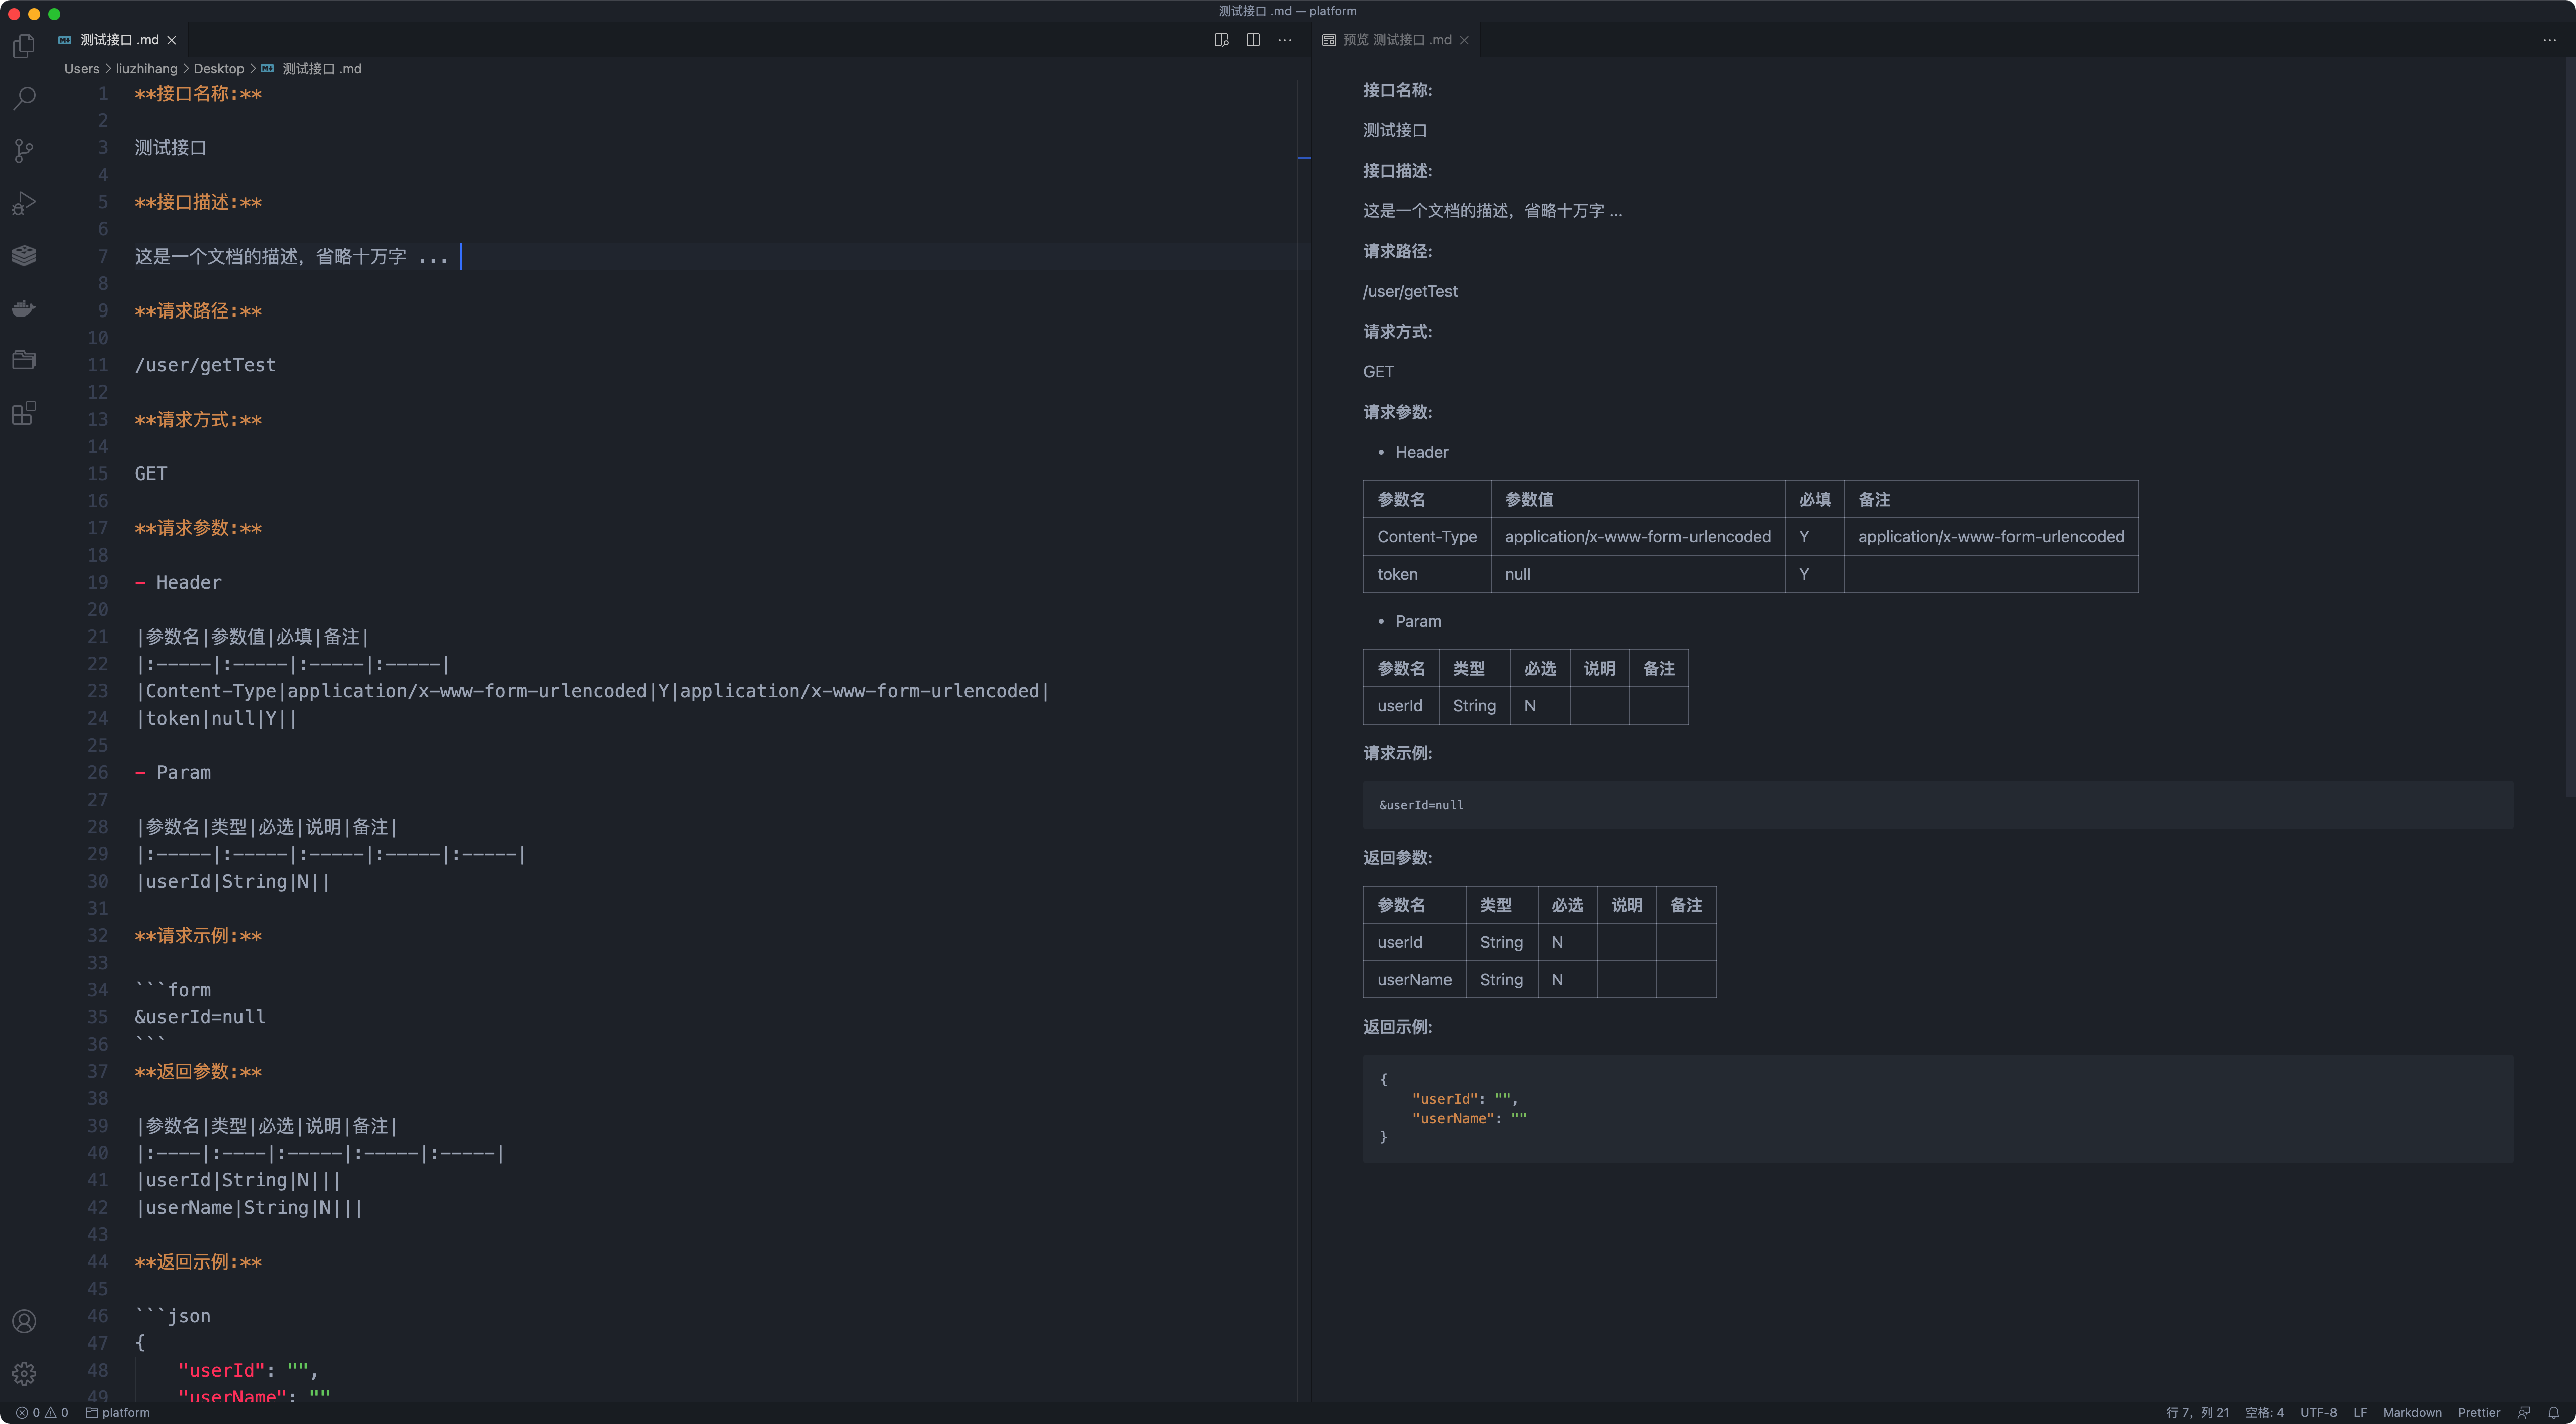 测试接口 .md — platform
测试接口 .md
预览 测试接口 .md
Users > liuzhihang > Desktop > 测试接口 .md
1 **接口名称:**
2
3 测试接口
4
5 **接口描述:**
6
7 这是一个文档的描述，省略十万字 ...
8
9 **请求路径:**
10
11 /user/getTest
12
13 **请求方式:**
14
15 GET
16
17 **请求参数:**
18
19 - Header
20
21 |参数名|参数值|必填|备注|
22 |:-----|:-----|:-----|:-----|
23 |Content-Type|application/x-www-form-urlencoded|Y|application/x-www-form-urlencoded|
24 |token|null|Y||
25
26 - Param
27
28 |参数名|类型|必选|说明|备注|
29 |:-----|:-----|:-----|:-----|:-----|
30 |userId|String|N||
31
32 **请求示例:**
33
34 ```form
35 &userId=null
36 ```
37 **返回参数:**
38
39 |参数名|类型|必选|说明|备注|
40 |:----|:----|:-----|:-----|:-----|
41 |userId|String|N|||
42 |userName|String|N|||
43
44 **返回示例:**
45
46 ```json
47 {
48 "userId": "",
49 "userName": ""
接口名称:
测试接口
接口描述:
这是一个文档的描述，省略十万字 ...
请求路径:
/user/getTest
请求方式:
GET
请求参数:
• Header
参数名 参数值 必填 备注
Content-Type application/x-www-form-urlencoded Y application/x-www-form-urlencoded
token null Y
• Param
参数名 类型 必选 说明 备注
userId String N
请求示例:
&userId=null
返回参数:
参数名 类型 必选 说明 备注
userId String N
userName String N
返回示例:
{
"userId": "",
"userName": ""
}
0 0 platform
行 7，列 21 空格: 4 UTF-8 LF Markdown Prettier